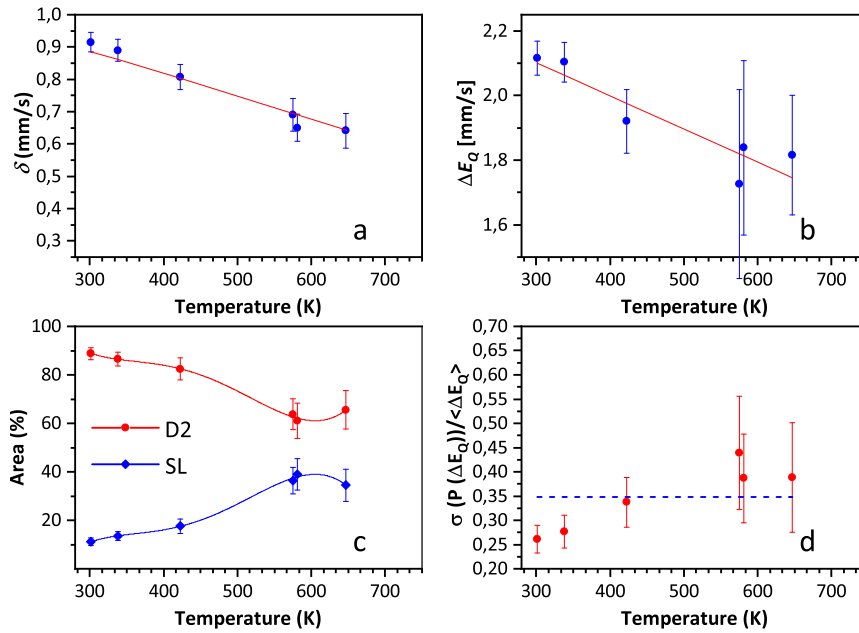 1,0
0,9
0,8
0,7
0,6
0,5
0,4
0,3
δ (mm/s)
a
300 400 500 600 700
Temperature (K)
2,2
2,0
1,8
1,6
ΔE_Q [mm/s]
b
300 400 500 600 700
Temperature (K)
100
80
60
40
20
Area (%)
D2
SL
c
300 400 500 600 700
Temperature (K)
0,70
0,65
0,60
0,55
0,50
0,45
0,40
0,35
0,30
0,25
0,20
σ (P (ΔE_Q))/<ΔE_Q>
d
300 400 500 600 700
Temperature (K)